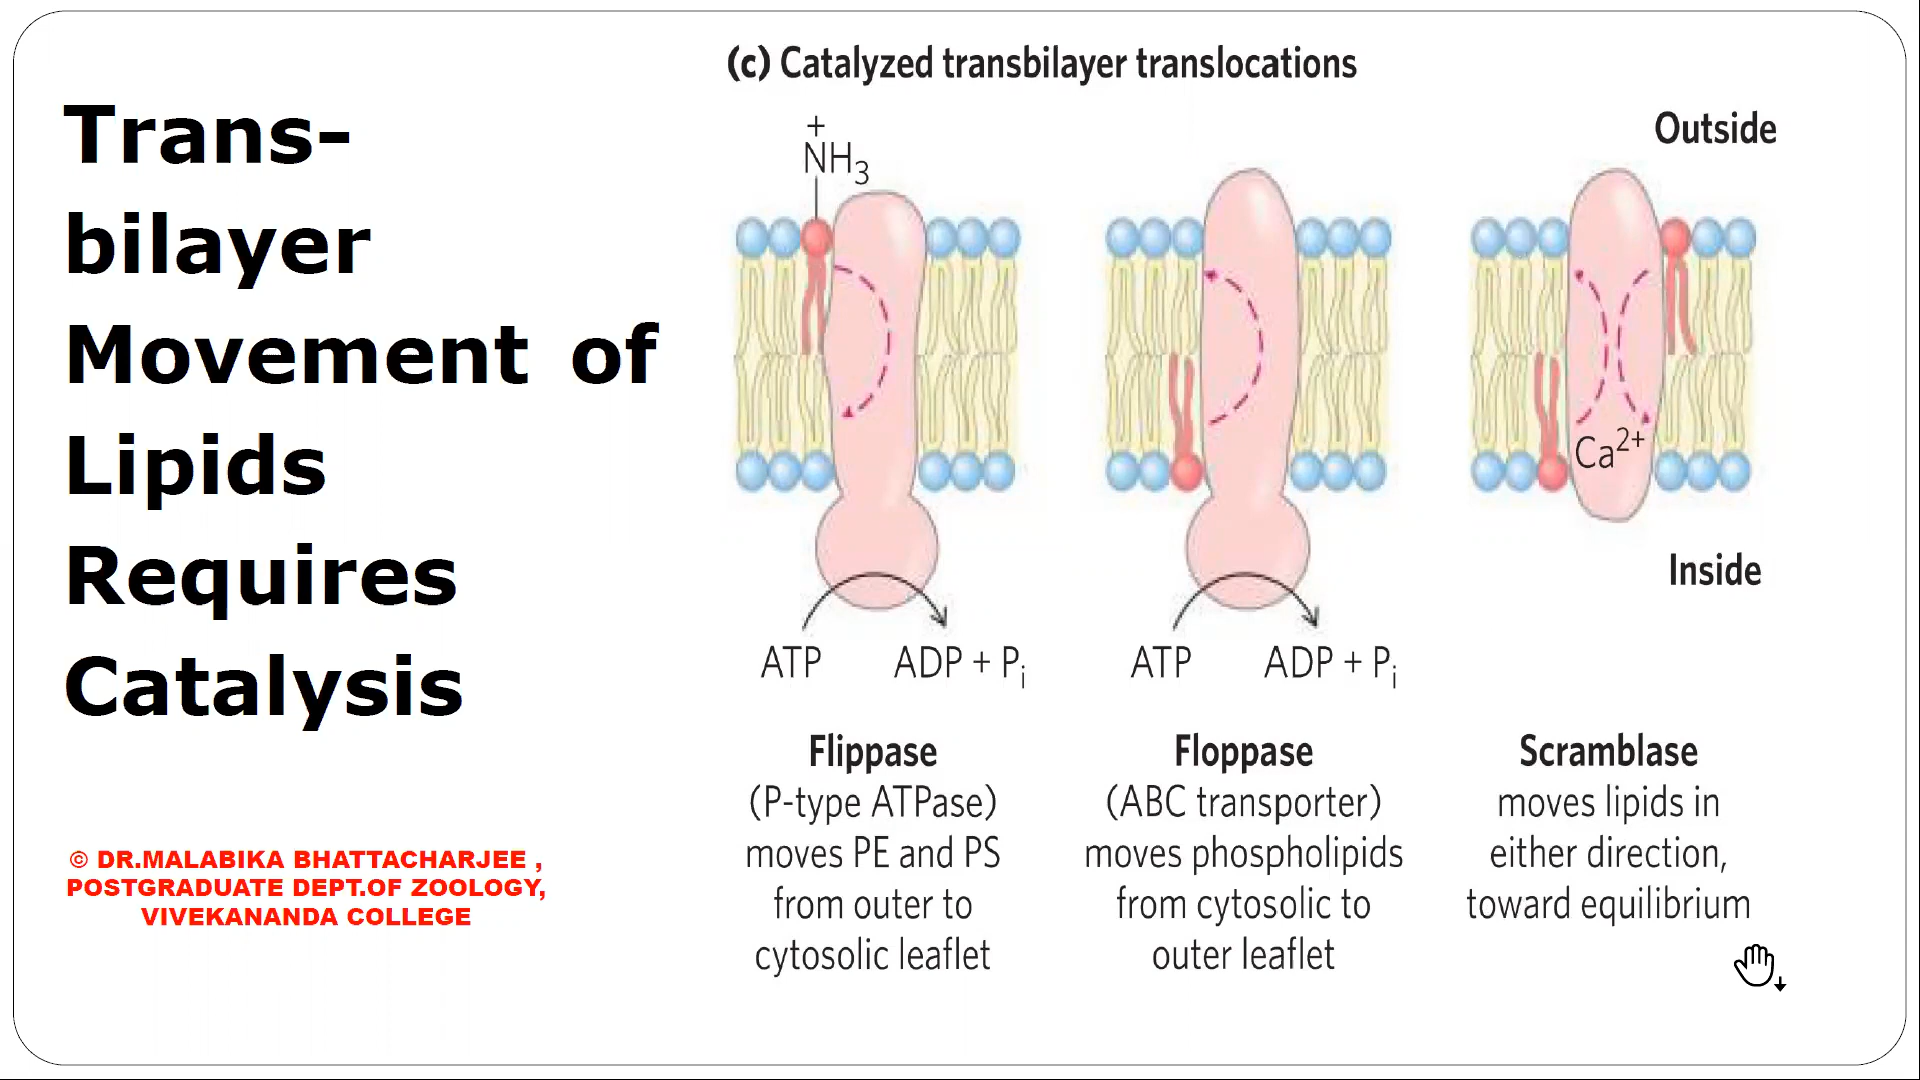 Trans-
bilayer
Movement of
Lipids
Requires
Catalysis
© DR.MALABIKA BHATTACHARJEE ,
POSTGRADUATE DEPT.OF ZOOLOGY,
VIVEKANANDA COLLEGE
(c) Catalyzed transbilayer translocations
Outside
+
NH3
Ca2+
Inside
ATP ADP + Pi
ATP ADP + Pi
Flippase
(P-type ATPase)
moves PE and PS
from outer to
cytosolic leaflet
Floppase
(ABC transporter)
moves phospholipids
from cytosolic to
outer leaflet
Scramblase
moves lipids in
either direction,
toward equilibrium